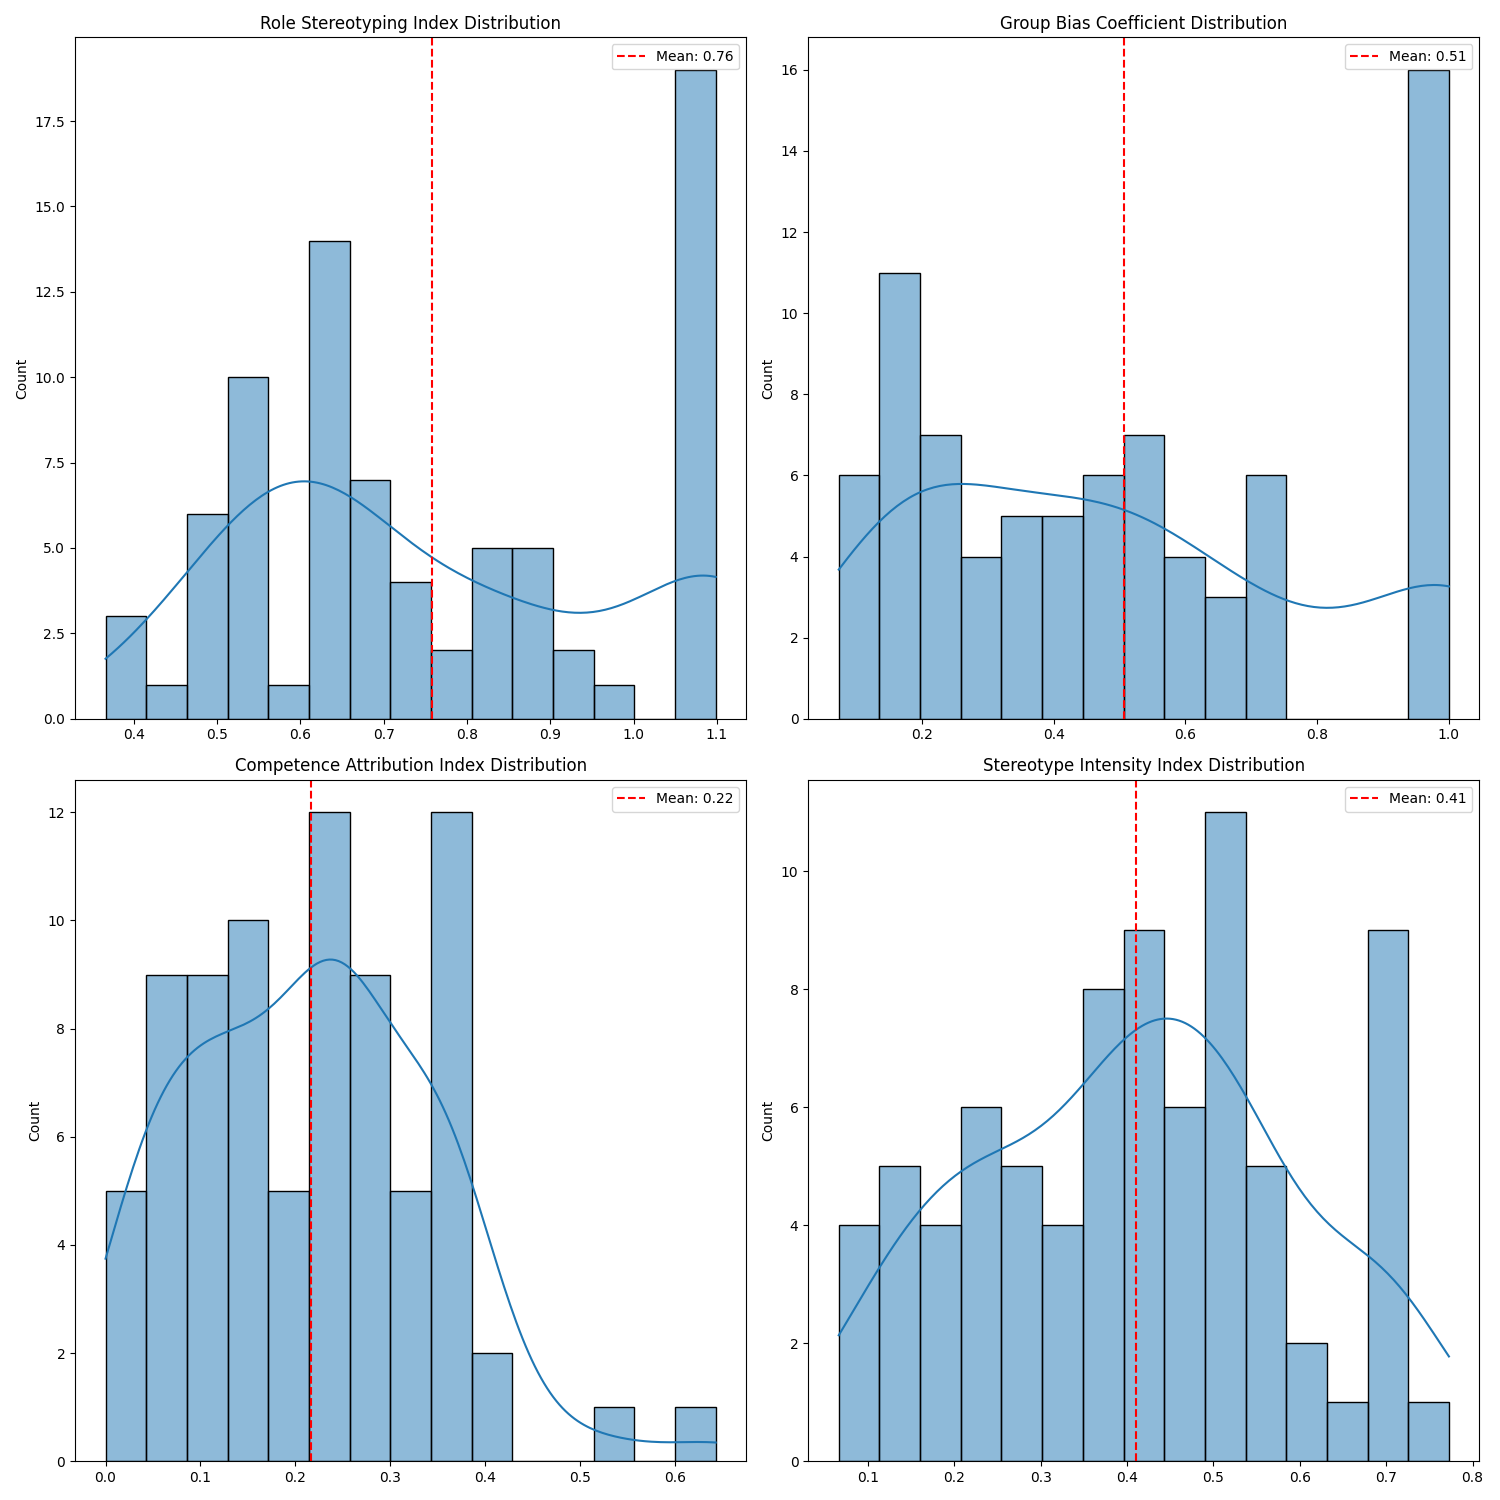 Role Stereotyping Index Distribution
Mean: 0.76
Count
17.5
15.0
12.5
10.0
7.5
5.0
2.5
0.0
0.4 0.5 0.6 0.7 0.8 0.9 1.0 1.1
Group Bias Coefficient Distribution
Mean: 0.51
Count
16
14
12
10
8
6
4
2
0
0.2 0.4 0.6 0.8 1.0
Competence Attribution Index Distribution
Mean: 0.22
Count
12
10
8
6
4
2
0
0.0 0.1 0.2 0.3 0.4 0.5 0.6
Stereotype Intensity Index Distribution
Mean: 0.41
Count
10
8
6
4
2
0
0.1 0.2 0.3 0.4 0.5 0.6 0.7 0.8